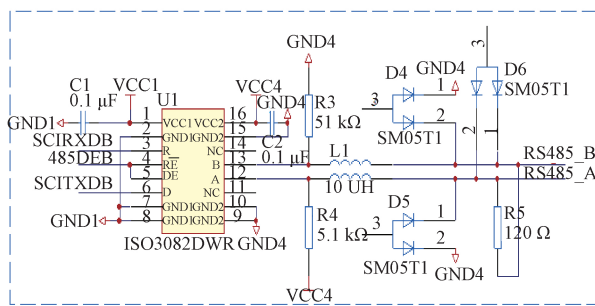 3
GND4
D4
GND4
D6
C1
VCC1
U1
VCC4
1
SM05T1
0.1 µF
GND4
R3
3
1
16
51 kΩ
2
GND1
VCC1 VCC2
2
15
GND1 GND2
SM05T1
SCIRXDB
3
14
C2
R
NC
485DEB
4
13
0.1 µF
L1
2
1
RE
B
RS485_B
5
12
DE
A
RS485_A
SCITXDB
6
11
10 UH
D
NC
D5
7
10
R4
1
R5
GND1 GND2
3
GND1
8
9
5.1 kΩ
2
120 Ω
GND1 GND2
GND4
ISO3082DWR
SM05T1
GND4
VCC4